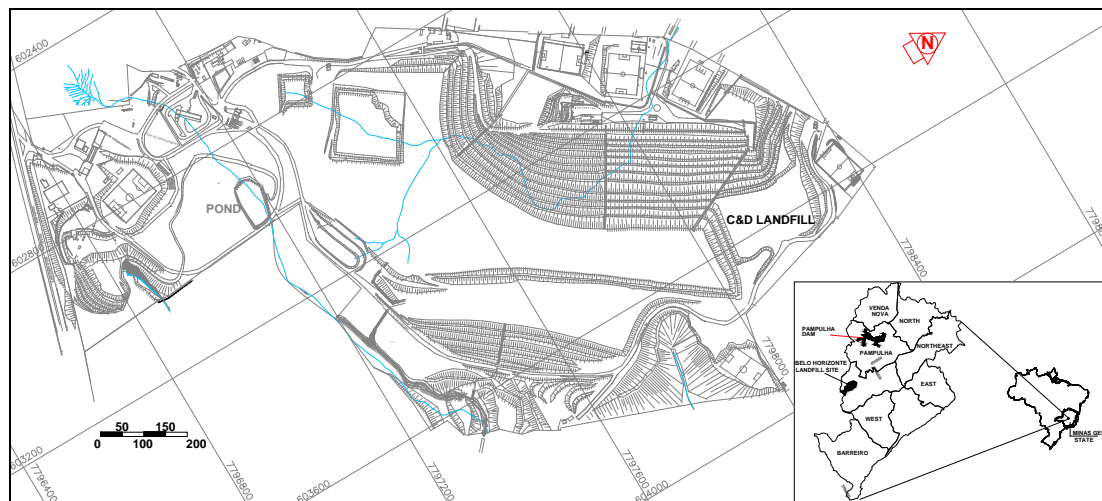 602400
N
POND
C&D LANDFILL
602800
7798400
7798000
603200
7796400
7796800
603600
7797200
7797600
604000
50 150
0 100 200
VENDA
NOVA
NORTH
PAMPULHA
DAM
NORTHEAST
PAMPULHA
BELO HORIZONTE
LANDFILL SITE
EAST
WEST
BARREIRO
MINAS GE
STATE